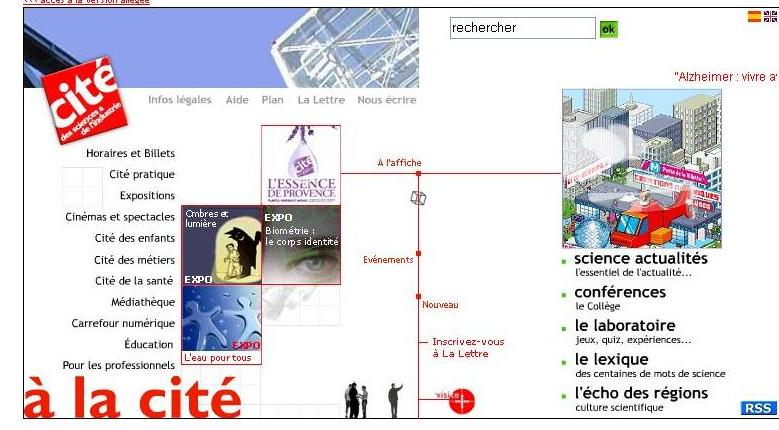 <<< accès à la version allégée
rechercher
ok
"Alzheimer : vivre a
cité
des sciences &
de l'industrie
Infos légales Aide Plan La Lettre Nous écrire
Horaires et Billets
Cité pratique
Expositions
Cinémas et spectacles
Cité des enfants
Cité des métiers
Cité de la santé
Médiathèque
Carrefour numérique
Éducation
Pour les professionnels
cité
L'ESSENCE
DE PROVENCE
Ombres et
lumière
EXPO
EXPO
Biométrie :
le corps identité
EXPO
L'eau pour tous
A l'affiche
Evénements
Nouveau
Inscrivez-vous
à La Lettre
visite
science actualités
l'essentiel de l'actualité...
conférences
le Collège
le laboratoire
jeux, quiz, expériences...
le lexique
des centaines de mots de science
l'écho des régions
culture scientifique
à la cité
RSS